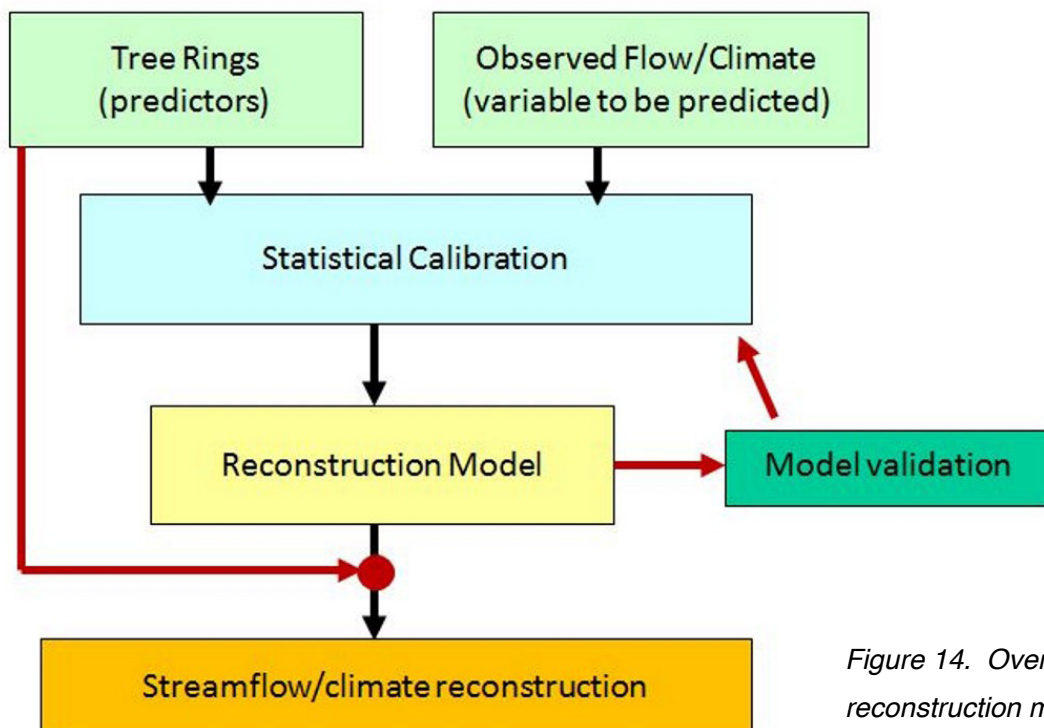 Tree Rings
(predictors)
Observed Flow/Climate
(variable to be predicted)
Statistical Calibration
Reconstruction Model
Model validation
Streamflow/climate reconstruction
Figure 14. Over
reconstruction m